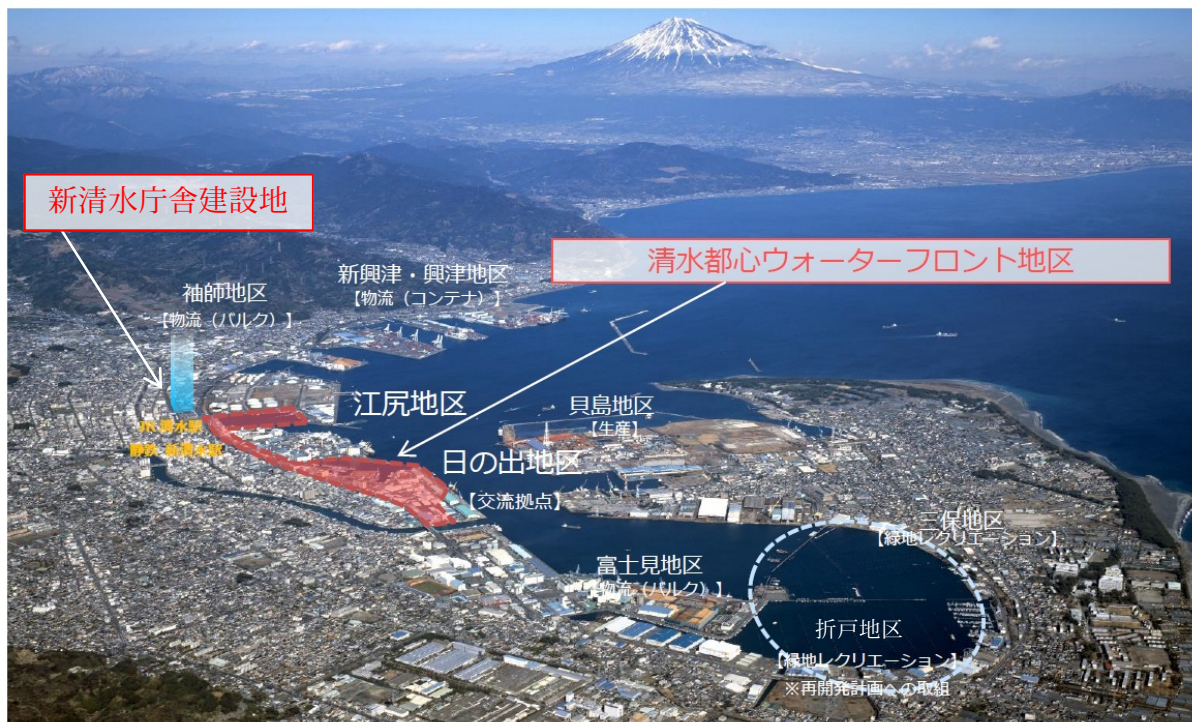 新清水庁舎建設地
清水都心ウォーターフロント地区
新興津・興津地区
【物流（コンテナ）】
袖師地区
【物流（バルク）】
江尻地区
JR 清水駅
静鉄 新清水駅
貝島地区
【生産】
日の出地区
【交流拠点】
三保地区
【緑地レクリエーション】
富士見地区
【物流（バルク）】
折戸地区
【緑地レクリエーション】
※再開発計画への取組